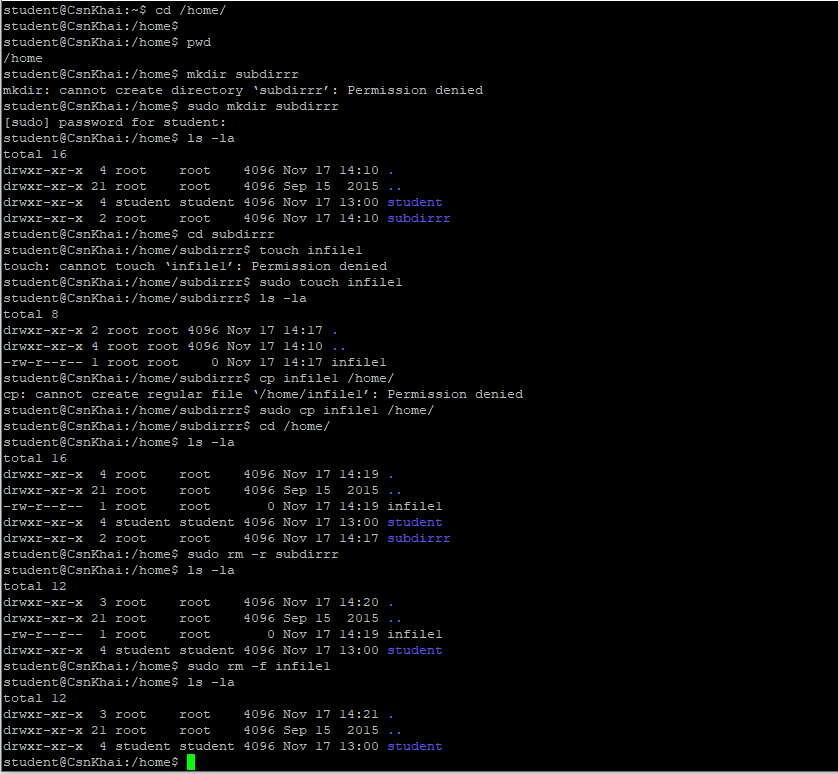 student@CsnKhai:~$ cd /home/
student@CsnKhai:/home$
student@CsnKhai:/home$ pwd
/home
student@CsnKhai:/home$ mkdir subdirrr
mkdir: cannot create directory ‘subdirrr’: Permission denied
student@CsnKhai:/home$ sudo mkdir subdirrr
[sudo] password for student:
student@CsnKhai:/home$ ls -la
total 16
drwxr-xr-x  4 root    root    4096 Nov 17 14:10 .
drwxr-xr-x 21 root    root    4096 Sep 15  2015 ..
drwxr-xr-x  4 student student 4096 Nov 17 13:00 student
drwxr-xr-x  2 root    root    4096 Nov 17 14:10 subdirrr
student@CsnKhai:/home$ cd subdirrr
student@CsnKhai:/home/subdirrr$ touch infile1
touch: cannot touch ‘infile1’: Permission denied
student@CsnKhai:/home/subdirrr$ sudo touch infile1
student@CsnKhai:/home/subdirrr$ ls -la
total 8
drwxr-xr-x 2 root root 4096 Nov 17 14:17 .
drwxr-xr-x 4 root root 4096 Nov 17 14:10 ..
-rw-r--r-- 1 root root    0 Nov 17 14:17 infile1
student@CsnKhai:/home/subdirrr$ cp infile1 /home/
cp: cannot create regular file ‘/home/infile1’: Permission denied
student@CsnKhai:/home/subdirrr$ sudo cp infile1 /home/
student@CsnKhai:/home/subdirrr$ cd /home/
student@CsnKhai:/home$ ls -la
total 16
drwxr-xr-x  4 root    root    4096 Nov 17 14:19 .
drwxr-xr-x 21 root    root    4096 Sep 15  2015 ..
-rw-r--r--  1 root    root       0 Nov 17 14:19 infile1
drwxr-xr-x  4 student student 4096 Nov 17 13:00 student
drwxr-xr-x  2 root    root    4096 Nov 17 14:17 subdirrr
student@CsnKhai:/home$ sudo rm -r subdirrr
student@CsnKhai:/home$ ls -la
total 12
drwxr-xr-x  3 root    root    4096 Nov 17 14:20 .
drwxr-xr-x 21 root    root    4096 Sep 15  2015 ..
-rw-r--r--  1 root    root       0 Nov 17 14:19 infile1
drwxr-xr-x  4 student student 4096 Nov 17 13:00 student
student@CsnKhai:/home$ sudo rm -f infile1
student@CsnKhai:/home$ ls -la
total 12
drwxr-xr-x  3 root    root    4096 Nov 17 14:21 .
drwxr-xr-x 21 root    root    4096 Sep 15  2015 ..
drwxr-xr-x  4 student student 4096 Nov 17 13:00 student
student@CsnKhai:/home$